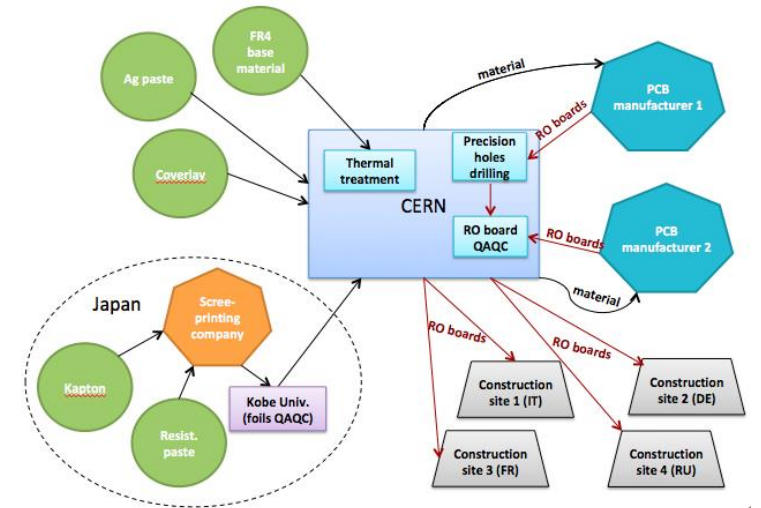 FR4
base
material
Ag paste
Coverlay
material
PCB
manufacturer 1
RO boards
Precision
holes
drilling
Thermal
treatment
CERN
RO board
QAQC
RO boards
PCB
manufacturer 2
material
Japan
Scree-
printing
company
Kapton
Kobe Univ.
(foils QAQC)
Resist.
paste
RO boards
RO boards
Construction
site 1 (IT)
Construction
site 2 (DE)
Construction
site 3 (FR)
Construction
site 4 (RU)